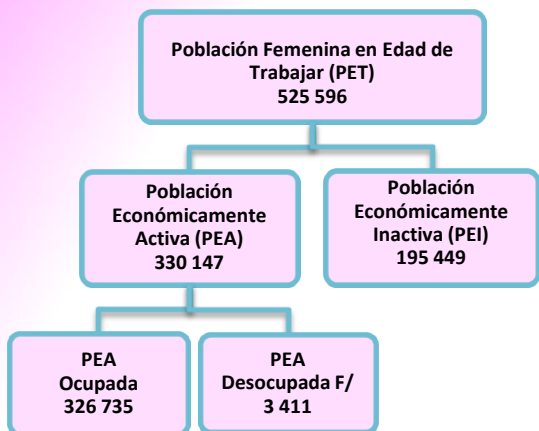 Población Femenina en Edad de
Trabajar (PET)
525 596
Población
Económicamente
Activa (PEA)
330 147
Población
Económicamente
Inactiva (PEI)
195 449
PEA
Ocupada
326 735
PEA
Desocupada F/
3 411